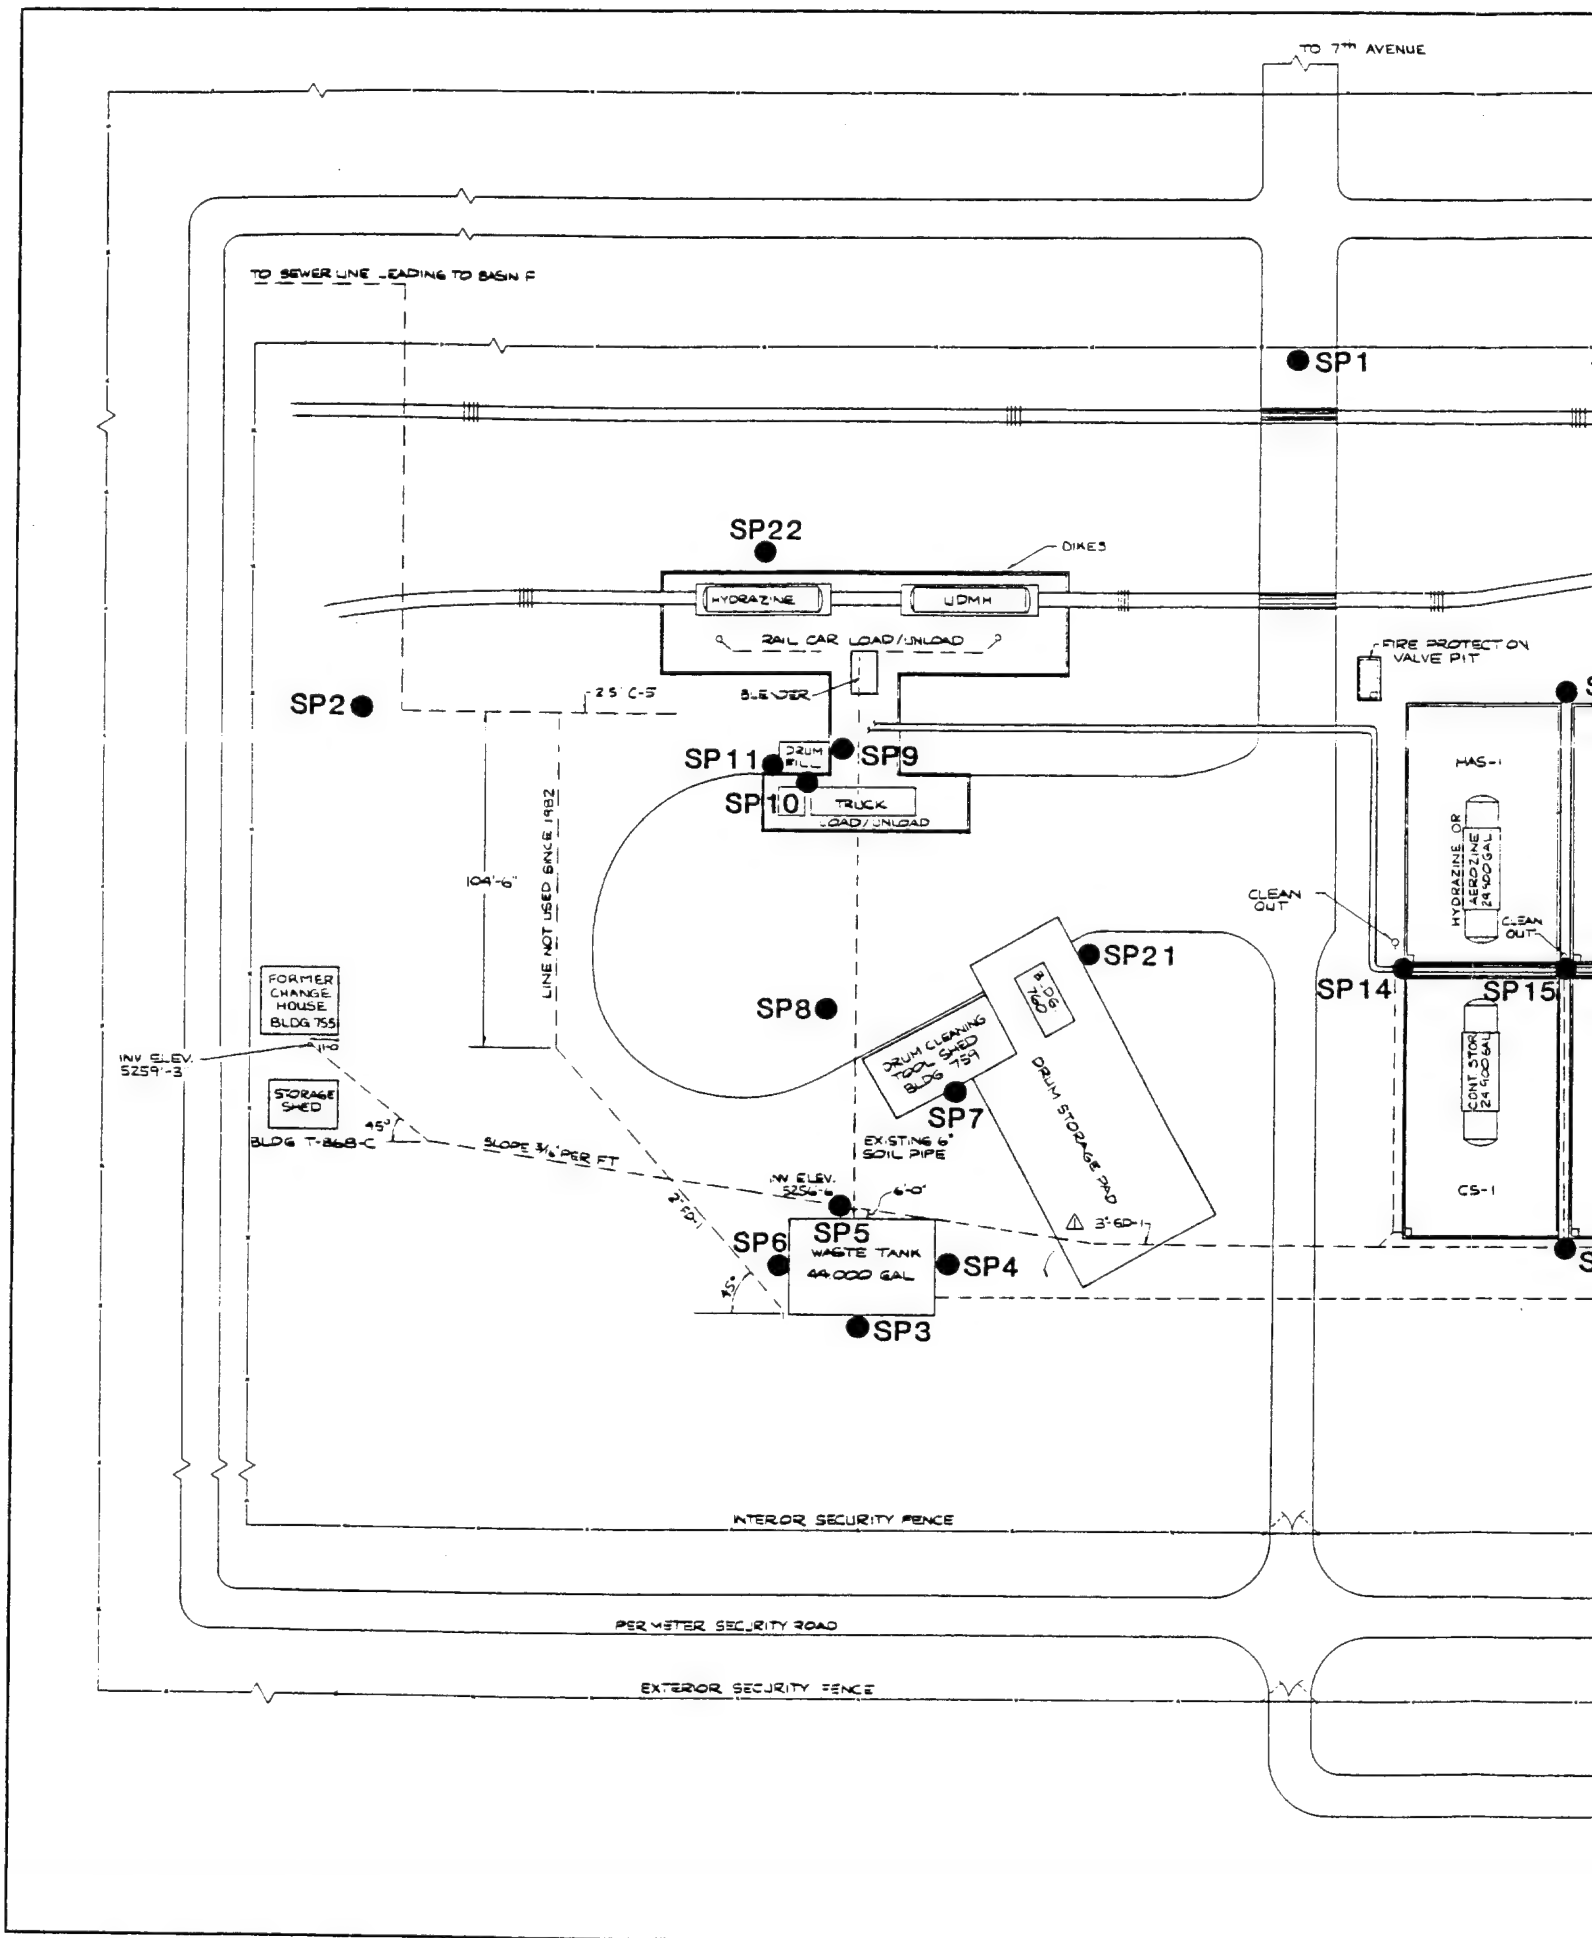 TO 7TH AVENUE
TO SEWER LINE LEADING TO BASIN F
SP1
SP22
DIKES
HYDRAZINE
UDMH
RAIL CAR LOAD/UNLOAD
FIRE PROTECTION
VALVE PIT
BLENDER
SP2
SP11
DRUM
FILL
SP9
SP10
TRUCK
LOAD/UNLOAD
HAS-1
HYDRAZINE OR
AEROZINE
24900 GAL
LINE NOT USED SINCE 1982
104'-6"
CLEAN
OUT
CLEAN
OUT
SP21
SP14
SP15
FORMER
CHANGE
HOUSE
BLDG 755
SP8
BLDG.
760
DRUM CLEANING
TOOL SHED
BLDG 759
INV ELEV.
5259'-3"
STORAGE
SHED
CONT. STOR
24900 GAL
SP7
DRUM STORAGE PAD
45°
BLDG T-868-C
SLOPE 3/16" PER FT
EXISTING 6"
SOIL PIPE
INV ELEV.
6'-0"
CS-1
SP5
SP6
WASTE TANK
44,000 GAL
SP4
45°
SP3
INTERIOR SECURITY FENCE
PERIMETER SECURITY ROAD
EXTERIOR SECURITY FENCE